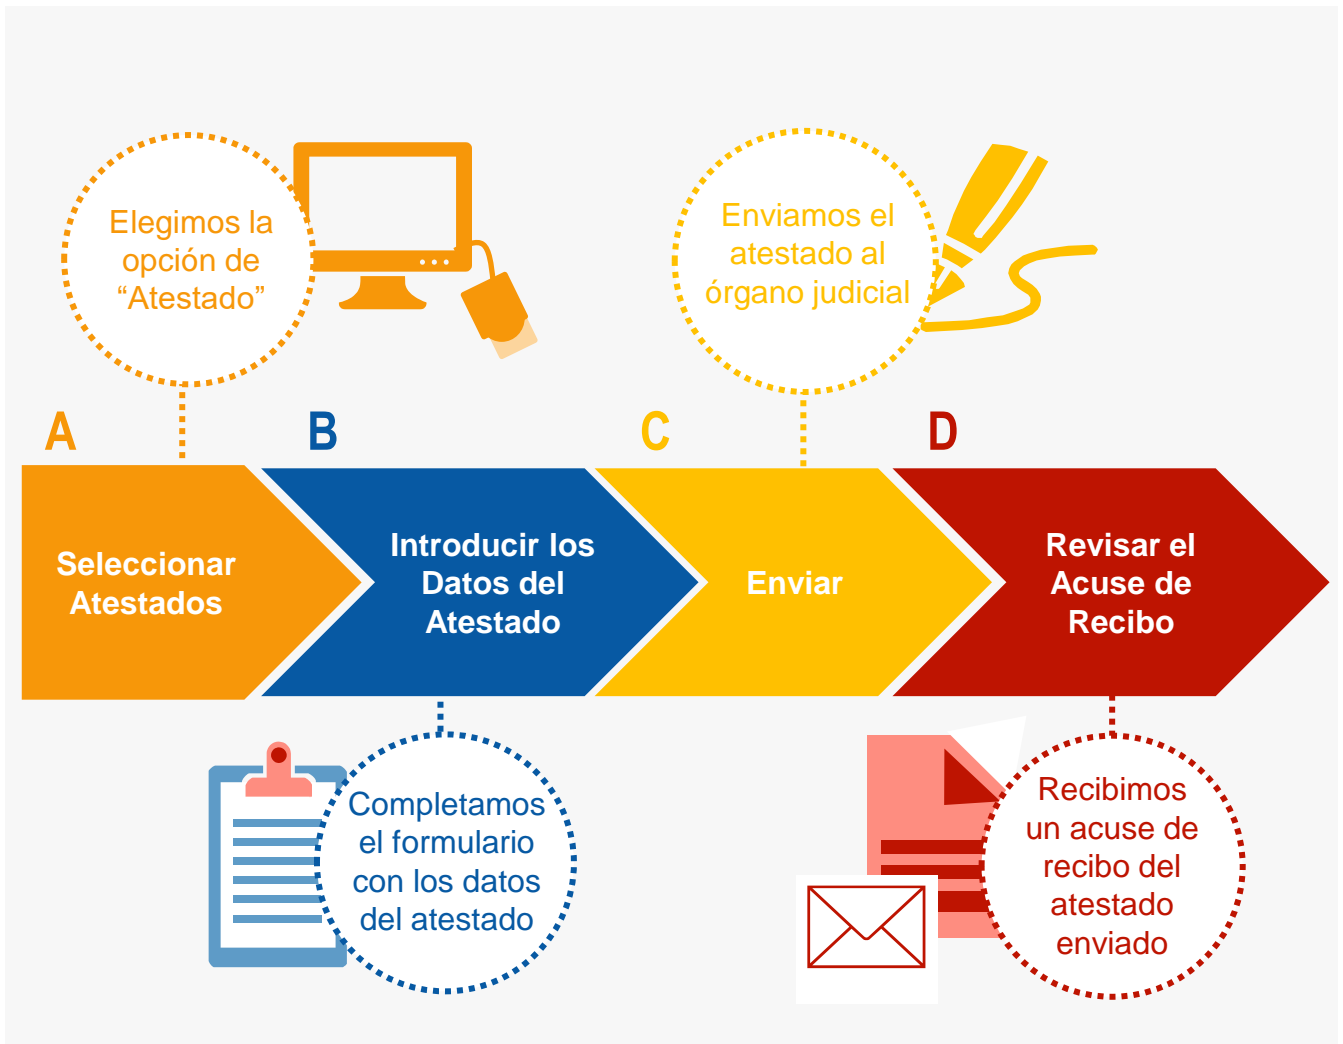 Elegimos la
opción de
“Atestado”
Enviamos el
atestado al
órgano judicial
A
B
C
D
Seleccionar
Atestados
Introducir los
Datos del
Atestado
Enviar
Revisar el
Acuse de
Recibo
Completamos
el formulario
con los datos
del atestado
Recibimos
un acuse de
recibo del
atestado
enviado